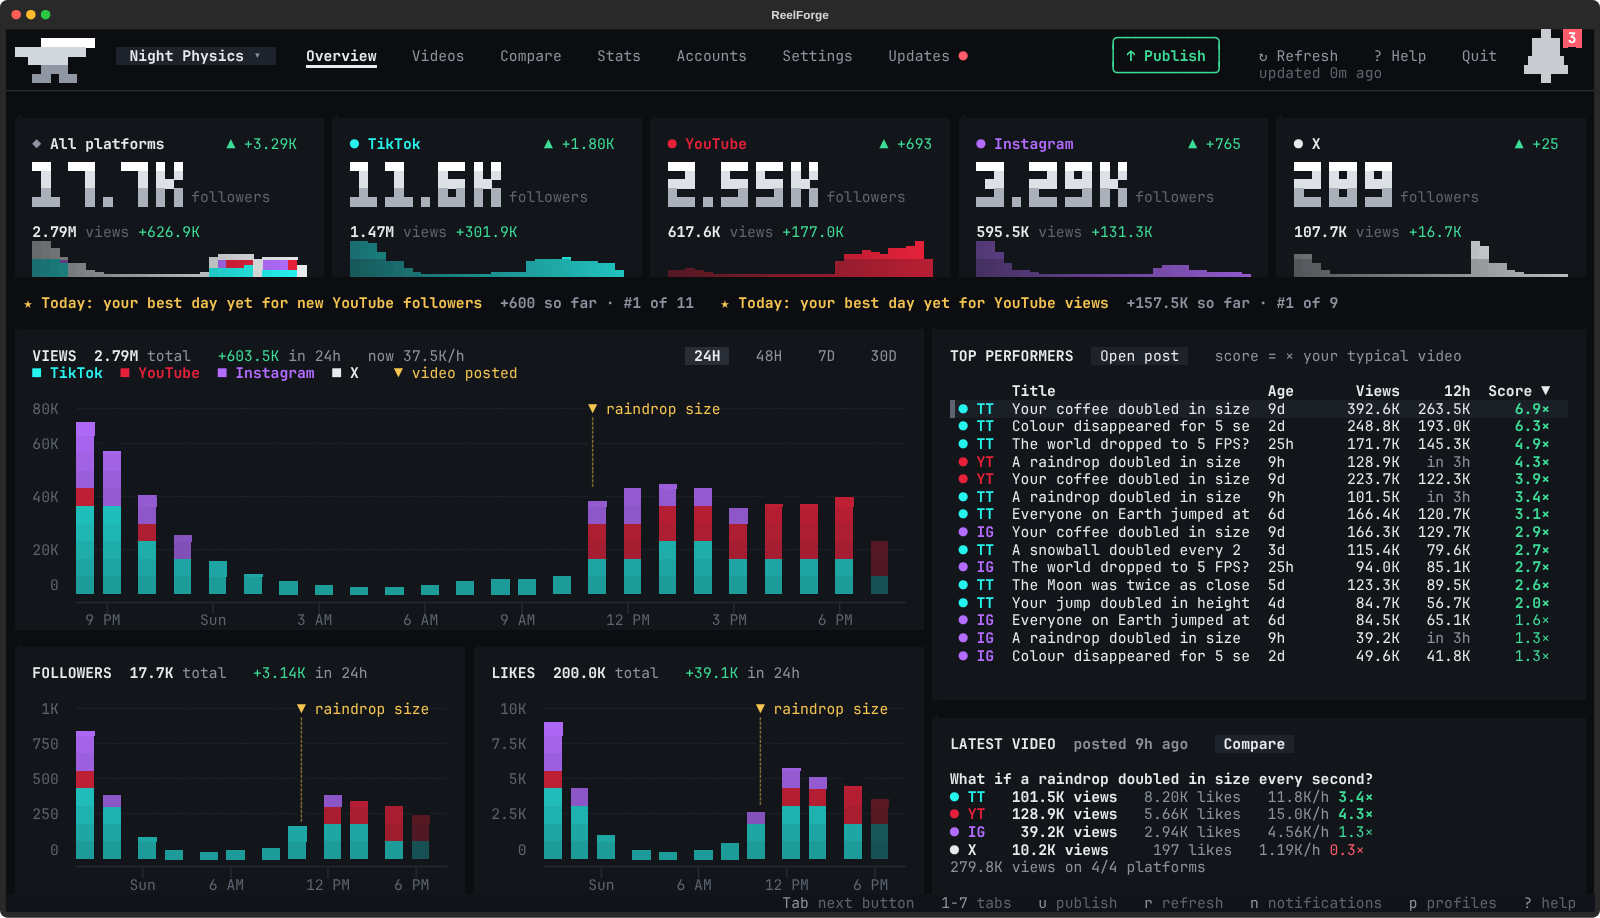 ReelForge
Night Physics ▾ Overview Videos Compare Stats Accounts Settings Updates ● ↑ Publish ↻ Refresh ? Help Quit 3
updated 0m ago
◆ All platforms ▲ +3.29K
17.7K followers
2.79M views +626.9K
● TikTok ▲ +1.80K
11.6K followers
1.47M views +301.9K
● YouTube ▲ +693
2.55K followers
617.6K views +177.0K
● Instagram ▲ +765
3.29K followers
595.5K views +131.3K
● X ▲ +25
289 followers
107.7K views +16.7K
★ Today: your best day yet for new YouTube followers +600 so far · #1 of 11 ★ Today: your best day yet for YouTube views +157.5K so far · #1 of 9
VIEWS 2.79M total +603.5K in 24h now 37.5K/h 24H 48H 7D 30D
■ TikTok ■ YouTube ■ Instagram ■ X ▼ video posted
▼ raindrop size
80K
60K
40K
20K
0
9 PM Sun 3 AM 6 AM 9 AM 12 PM 3 PM 6 PM
FOLLOWERS 17.7K total +3.14K in 24h
▼ raindrop size
1K
750
500
250
0
Sun 6 AM 12 PM 6 PM
LIKES 200.0K total +39.1K in 24h
▼ raindrop size
10K
7.5K
5K
2.5K
0
Sun 6 AM 12 PM 6 PM
TOP PERFORMERS Open post score = × your typical video
Title Age Views 12h Score ▼
● TT Your coffee doubled in size 9d 392.6K 263.5K 6.9×
● TT Colour disappeared for 5 se 2d 248.8K 193.0K 6.3×
● TT The world dropped to 5 FPS? 25h 171.7K 145.3K 4.9×
● YT A raindrop doubled in size 9h 128.9K in 3h 4.3×
● YT Your coffee doubled in size 9d 223.7K 122.3K 3.9×
● TT A raindrop doubled in size 9h 101.5K in 3h 3.4×
● TT Everyone on Earth jumped at 6d 166.4K 120.7K 3.1×
● IG Your coffee doubled in size 9d 166.3K 129.7K 2.9×
● TT A snowball doubled every 2 3d 115.4K 79.6K 2.7×
● IG The world dropped to 5 FPS? 25h 94.0K 85.1K 2.7×
● TT The Moon was twice as close 5d 123.3K 89.5K 2.6×
● TT Your jump doubled in height 4d 84.7K 56.7K 2.0×
● IG Everyone on Earth jumped at 6d 84.5K 65.1K 1.6×
● IG A raindrop doubled in size 9h 39.2K in 3h 1.3×
● IG Colour disappeared for 5 se 2d 49.6K 41.8K 1.3×
LATEST VIDEO posted 9h ago Compare
What if a raindrop doubled in size every second?
● TT 101.5K views 8.20K likes 11.8K/h 3.4×
● YT 128.9K views 5.66K likes 15.0K/h 4.3×
● IG 39.2K views 2.94K likes 4.56K/h 1.3×
● X 10.2K views 197 likes 1.19K/h 0.3×
279.8K views on 4/4 platforms
Tab next button 1-7 tabs u publish r refresh n notifications p profiles ? help